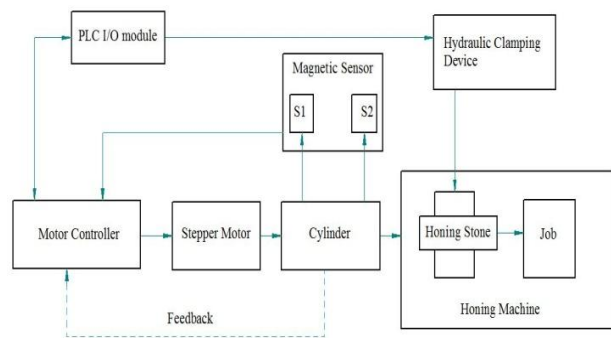 PLC I/O module
Hydraulic Clamping
Device
Magnetic Sensor
S1
S2
Motor Controller
Stepper Motor
Cylinder
Honing Stone
Job
Feedback
Honing Machine